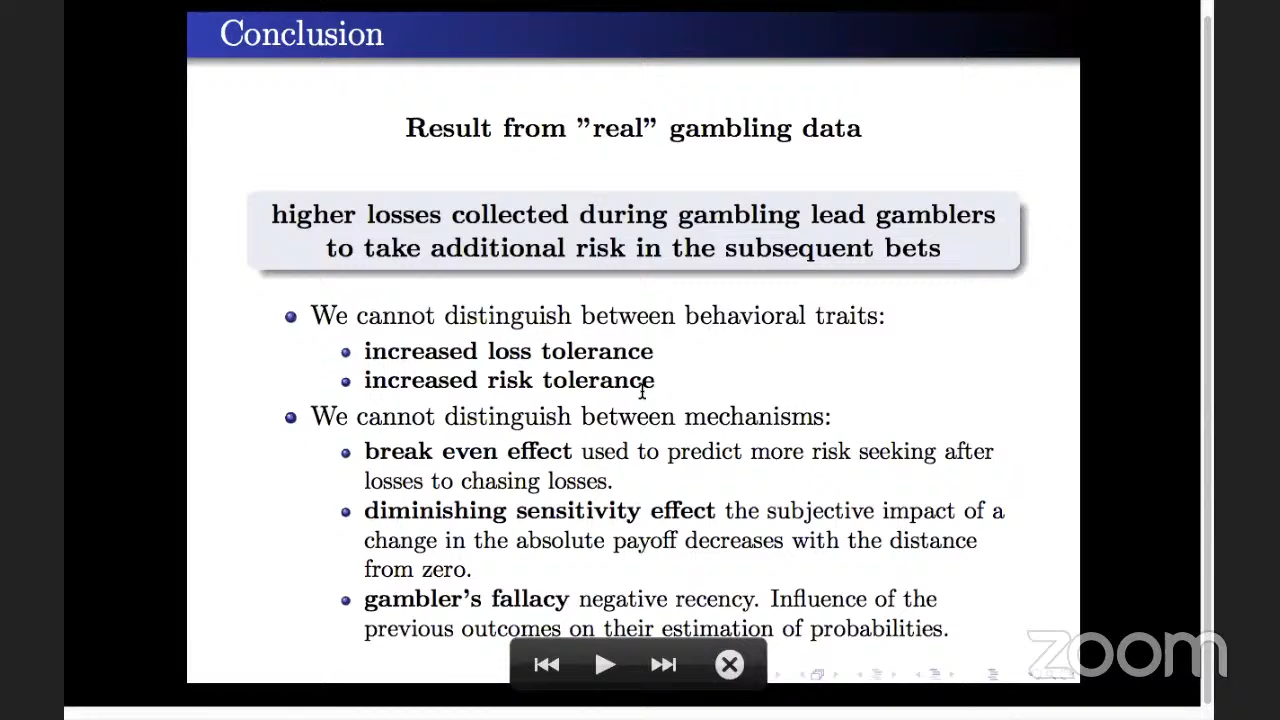 Conclusion
Result from ”real” gambling data
higher losses collected during gambling lead gamblers
to take additional risk in the subsequent bets
We cannot distinguish between behavioral traits:
increased loss tolerance
increased risk tolerance
We cannot distinguish between mechanisms:
break even effect used to predict more risk seeking after
losses to chasing losses.
diminishing sensitivity effect the subjective impact of a
change in the absolute payoff decreases with the distance
from zero.
gambler's fallacy negative recency. Influence of the
previous outcomes on their estimation of probabilities.
zoom